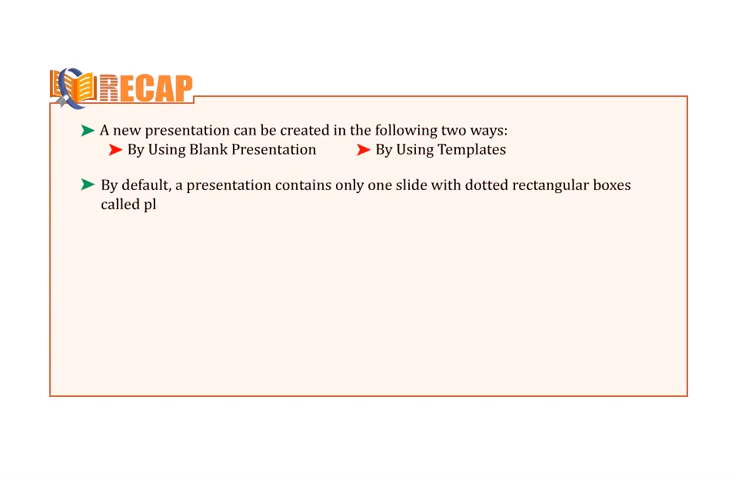 RECAP
A new presentation can be created in the following two ways:
By Using Blank Presentation By Using Templates
By default, a presentation contains only one slide with dotted rectangular boxes
called pl